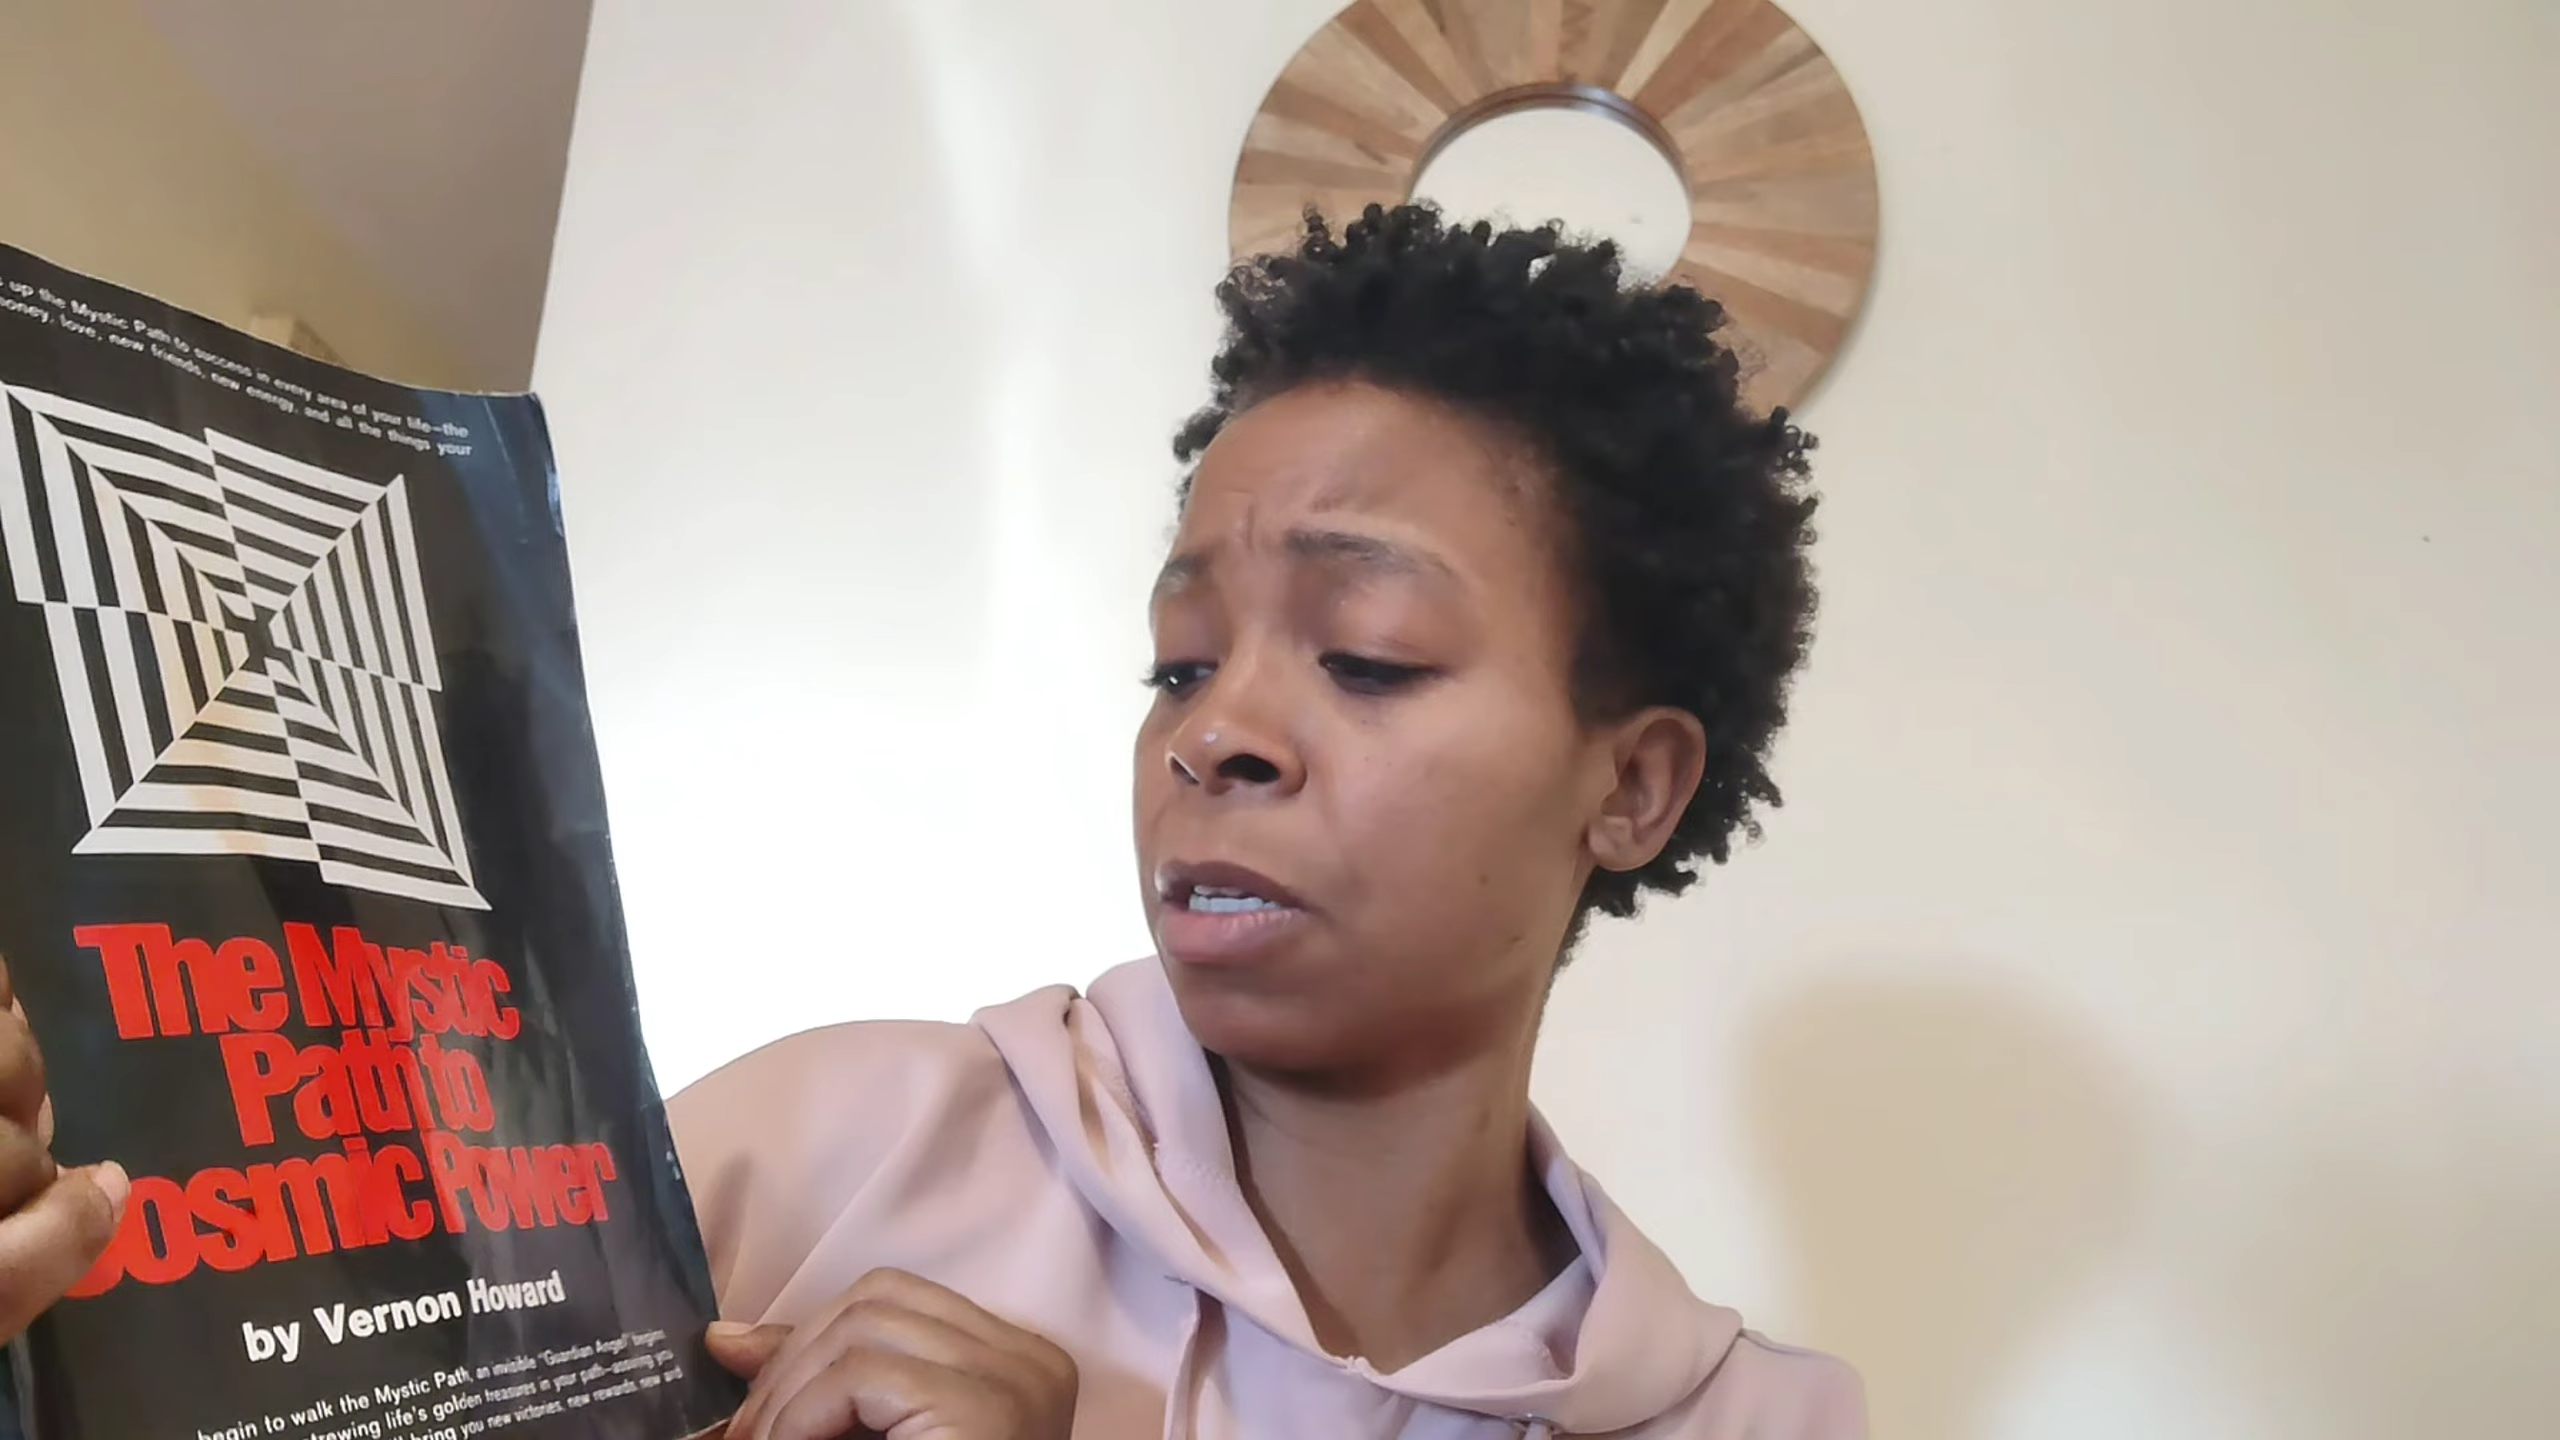 up the Mystic Path to success in every area of your life—the
money, love, new friends, new energy, and all the things your
The Mystic
Path to
Cosmic Power
by Vernon Howard
begin to walk the Mystic Path, an invisible "Guardian Angel" begins
strewing life's golden treasures in your path—assuring you
bring you new victories, new rewards, new and